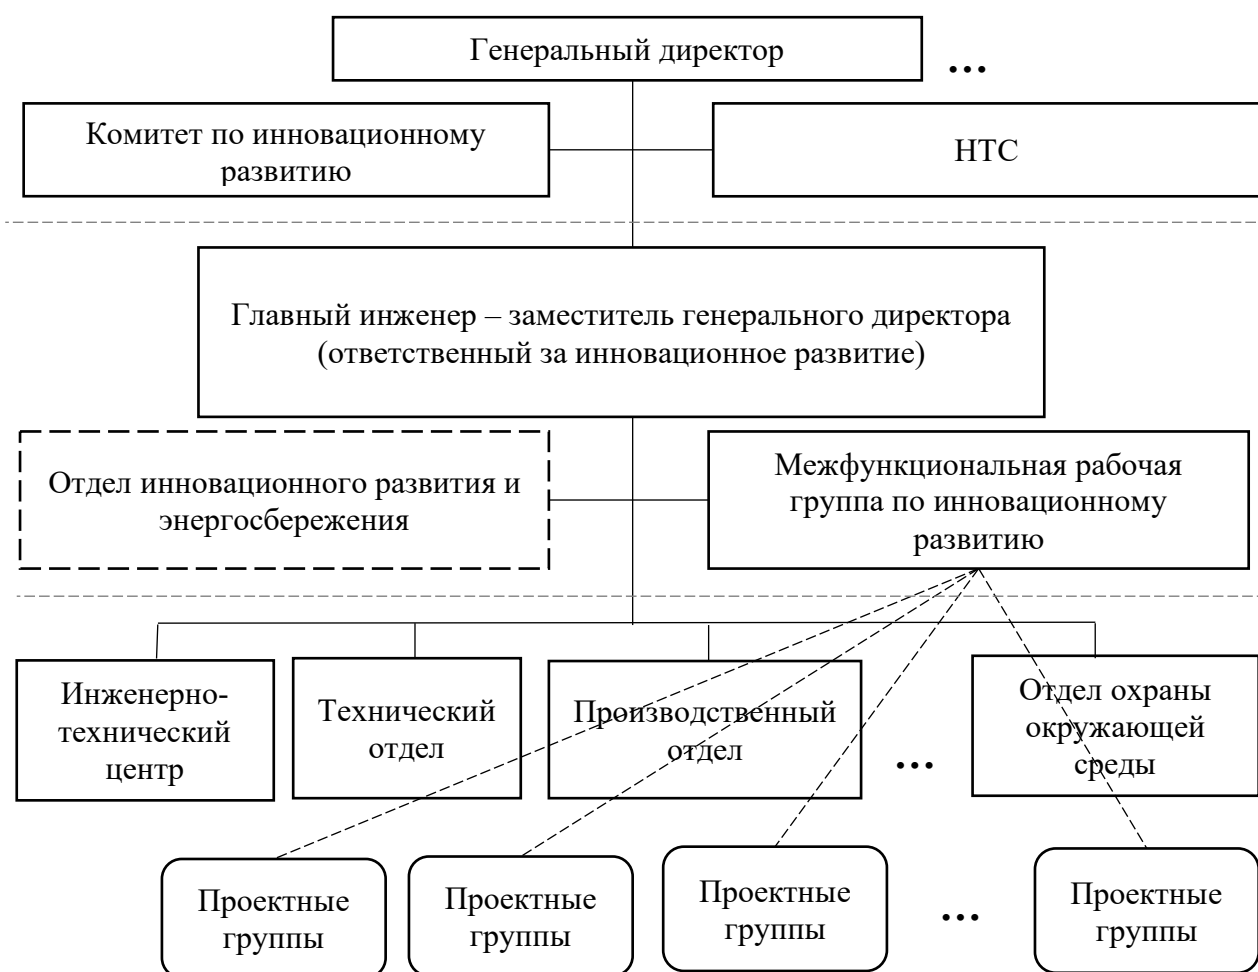 Генеральный директор
...
Комитет по инновационному
развитию
НТС
Главный инженер – заместитель генерального директора
(ответственный за инновационное развитие)
Отдел инновационного развития и
энергосбережения
Межфункциональная рабочая
группа по инновационному
развитию
Инженерно-
технический
центр
Технический
отдел
Производственный
отдел
...
Отдел охраны
окружающей
среды
Проектные
группы
Проектные
группы
Проектные
группы
...
Проектные
группы